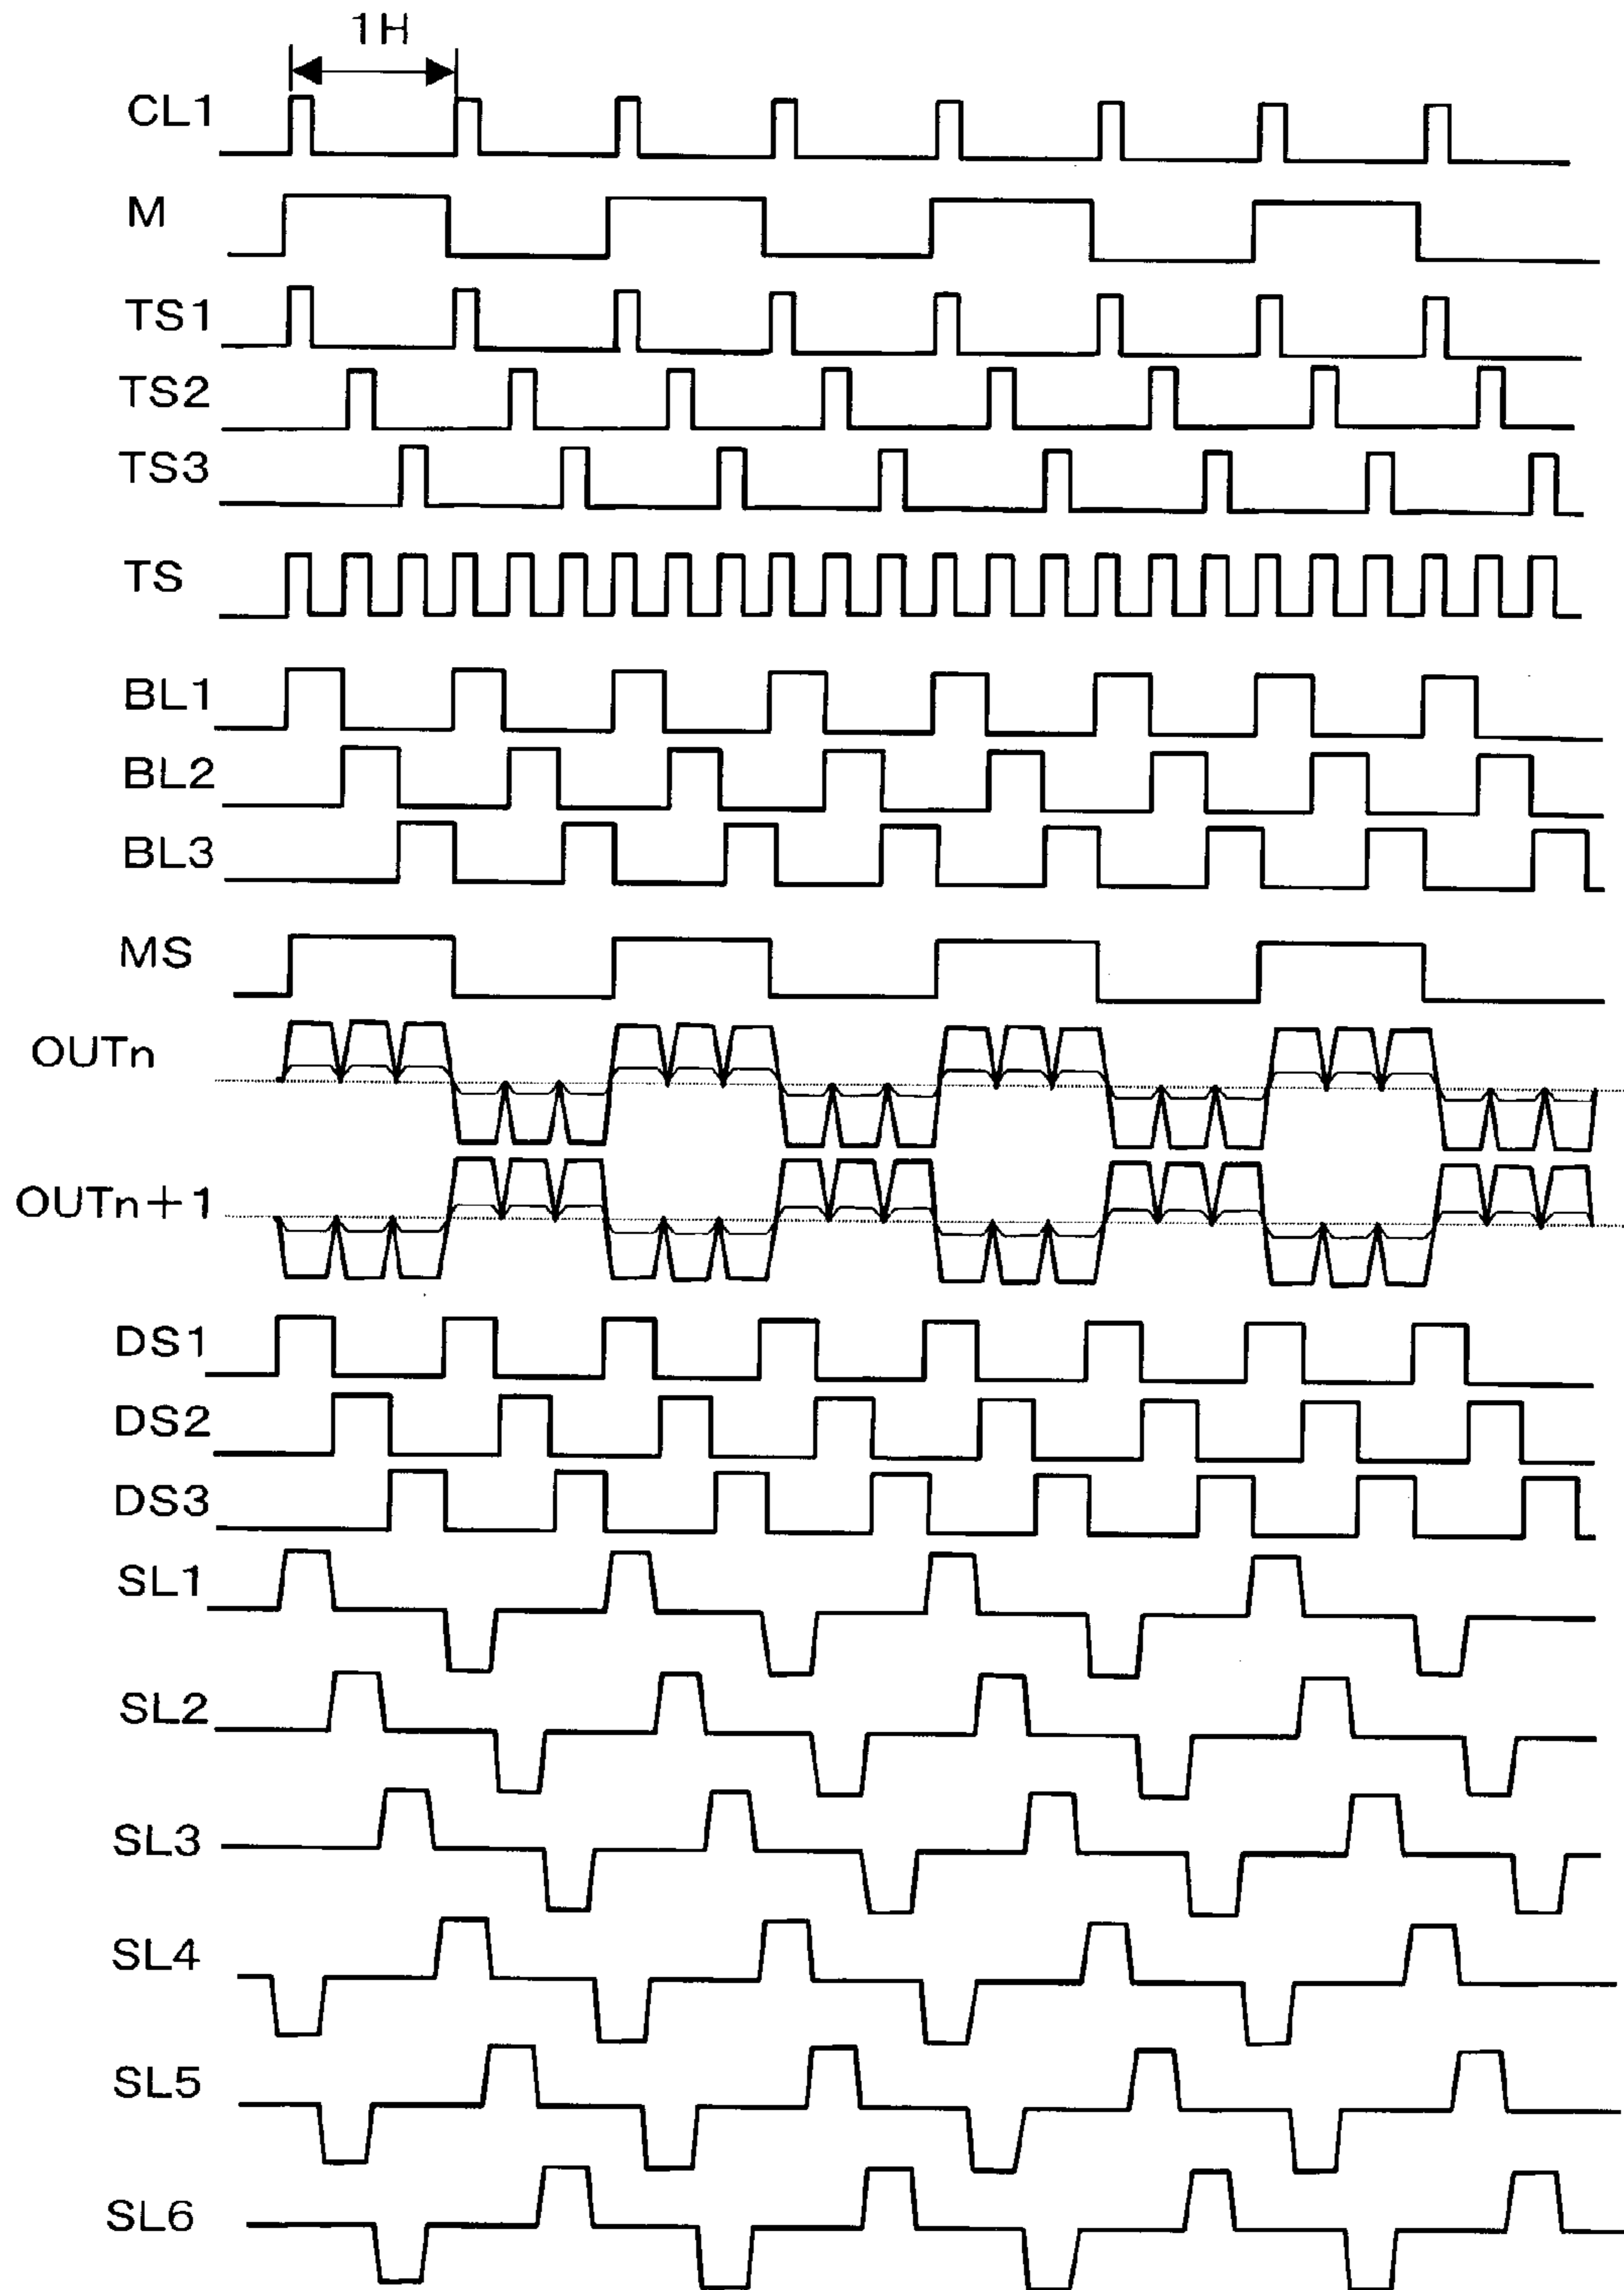 1H
CL1
M
TS1
TS2
TS3
TS
BL1
BL2
BL3
MS
OUTn
OUTn+1
DS1
DS2
DS3
SL1
SL2
SL3
SL4
SL5
SL6